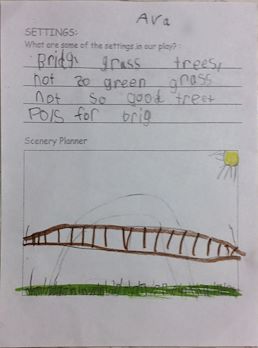 Ava
SETTINGS:
What are some of the settings in our play?
Bridge grass trees,
not so green grass
not so good trees
Pols for brig
Scenery Planner